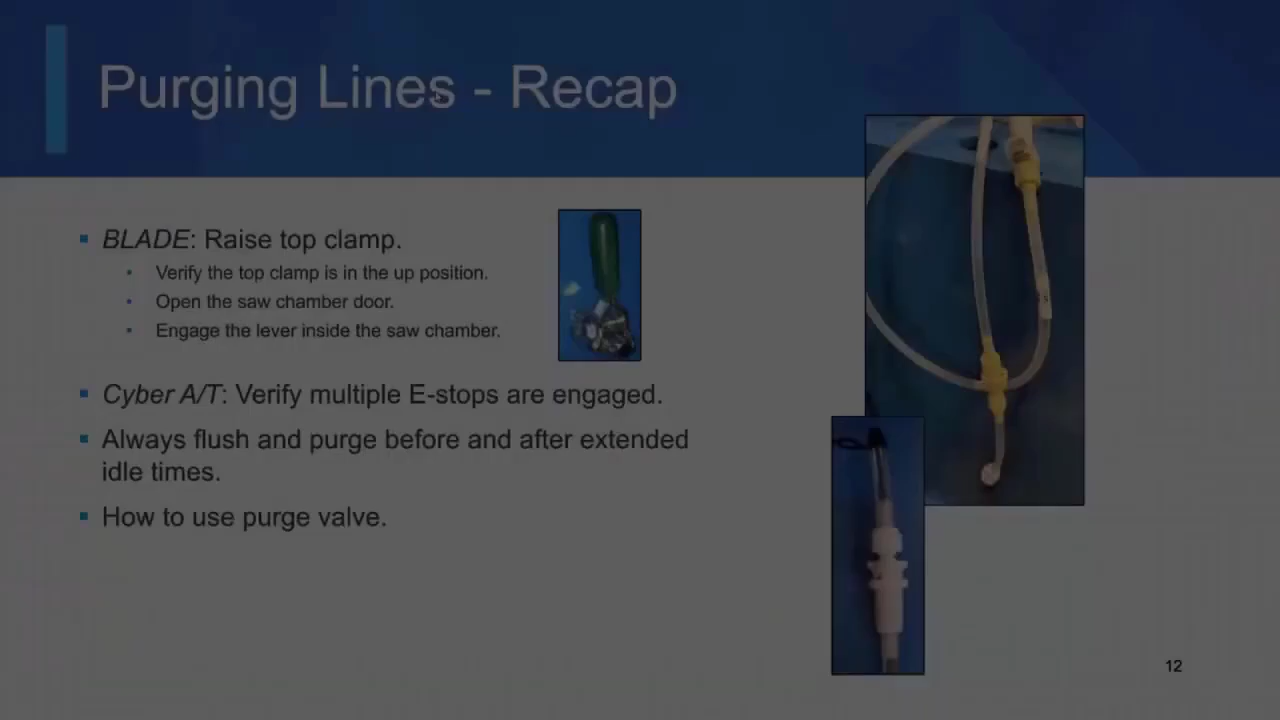 Purging Lines - Recap
▪ BLADE: Raise top clamp.
• Verify the top clamp is in the up position.
• Open the saw chamber door.
• Engage the lever inside the saw chamber.
▪ Cyber A/T: Verify multiple E-stops are engaged.
▪ Always flush and purge before and after extended
idle times.
▪ How to use purge valve.
12